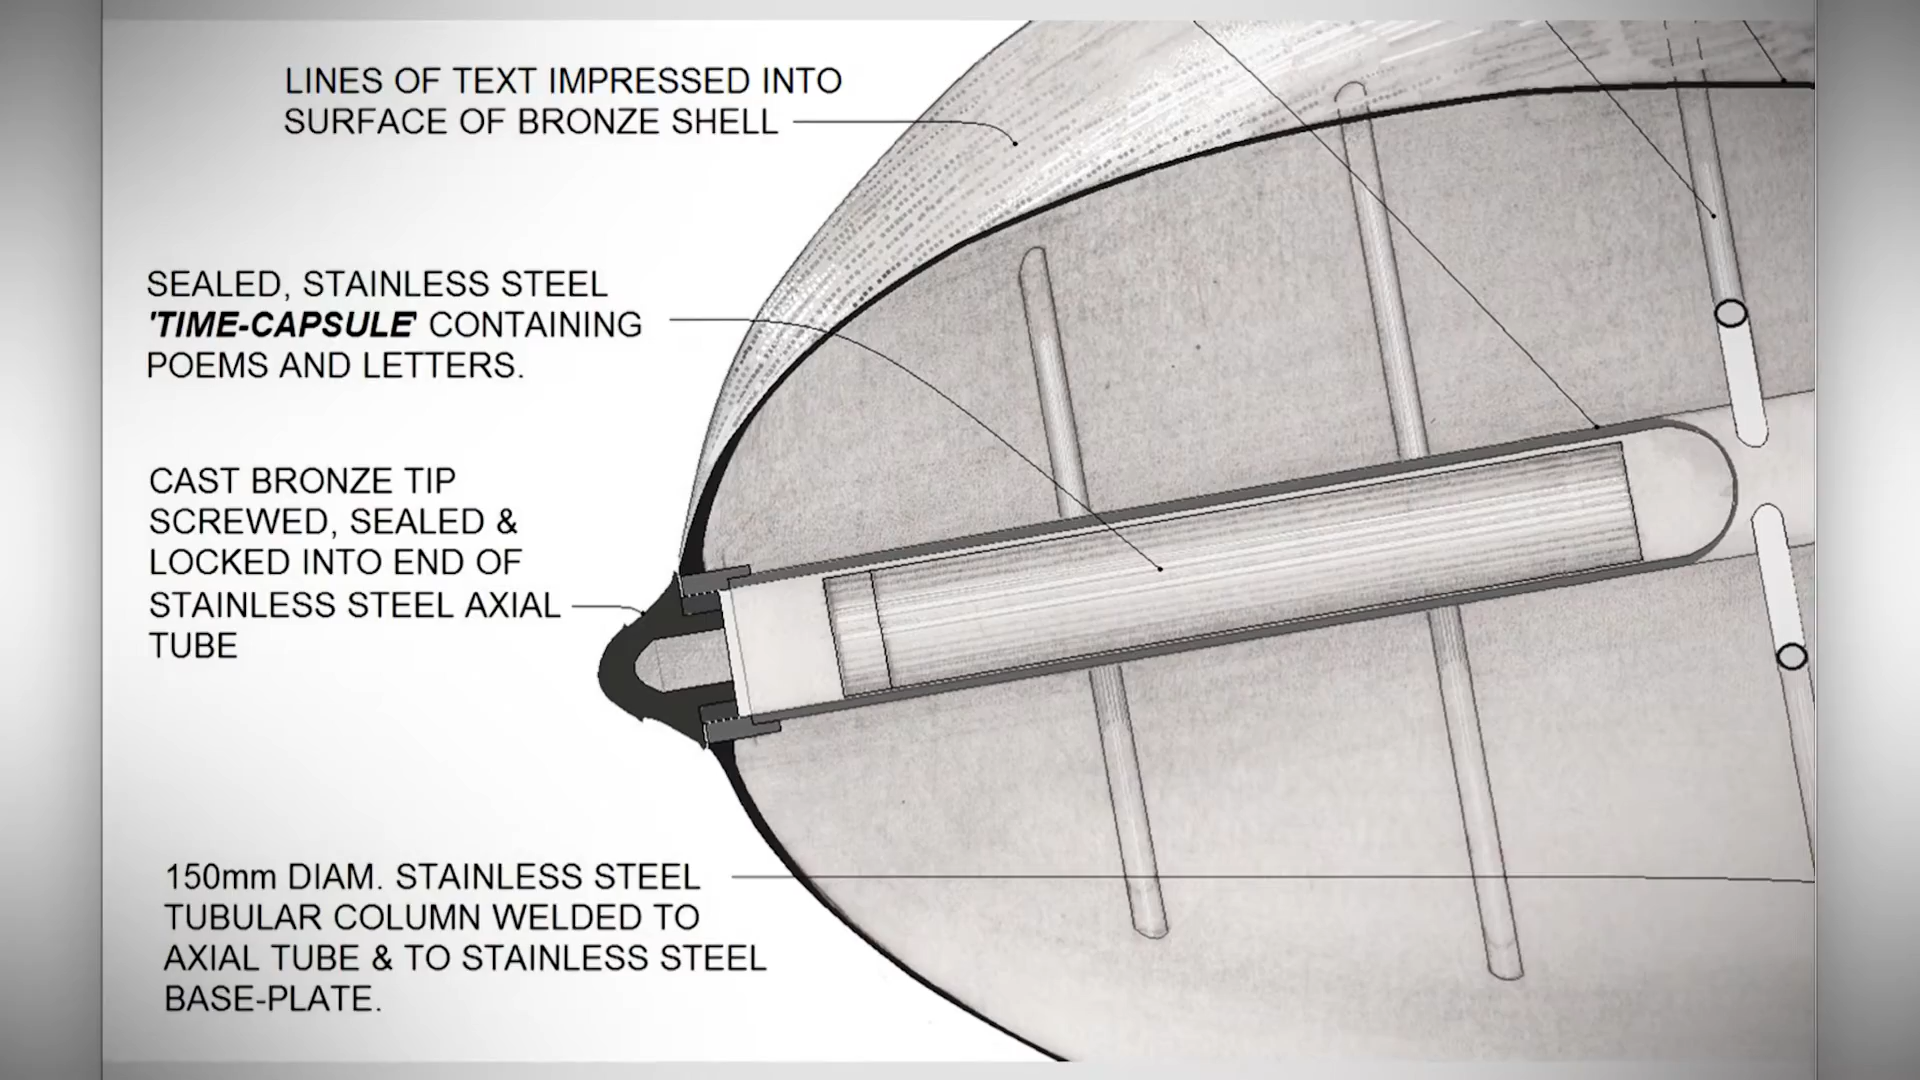 LINES OF TEXT IMPRESSED INTO
SURFACE OF BRONZE SHELL
SEALED, STAINLESS STEEL
'TIME-CAPSULE' CONTAINING
POEMS AND LETTERS.
CAST BRONZE TIP
SCREWED, SEALED &
LOCKED INTO END OF
STAINLESS STEEL AXIAL
TUBE
150mm DIAM. STAINLESS STEEL
TUBULAR COLUMN WELDED TO
AXIAL TUBE & TO STAINLESS STEEL
BASE-PLATE.